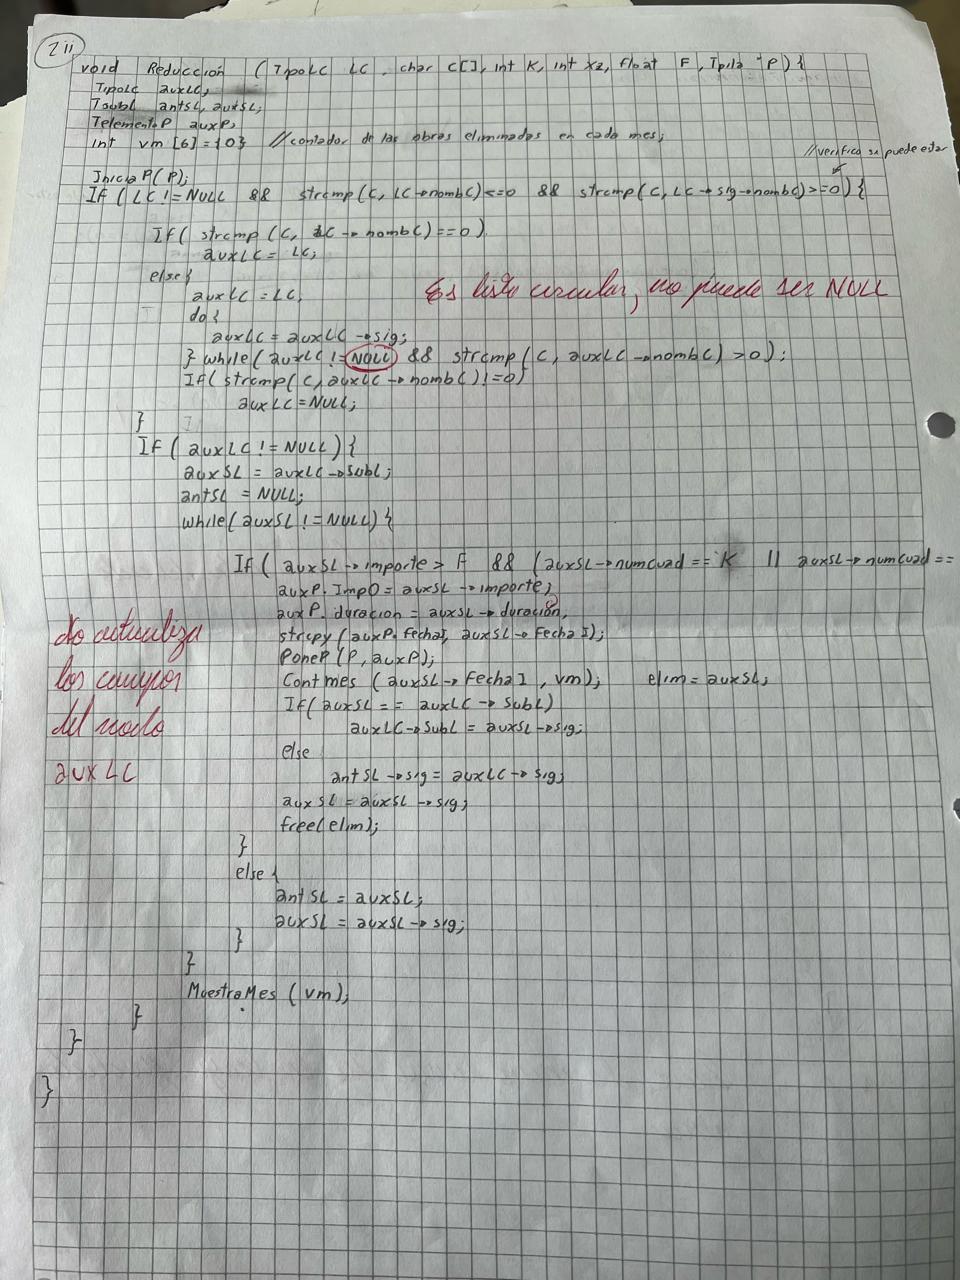 2 ii
void Reducción (TipoLC LC, char C[], int K, int X2, float F, Tpila *P) {
TipoLC auxLC;
Tsubl antSL, auxSL;
TelementoP auxP;
int vm [6] = {0} //contador de las obras eliminadas en cada mes;
//verifico si puede estar
IniciaP(P);
If ( LC != NULL && strcmp(C, LC→nombC)<=0 && strcmp(C, LC→sig→nombC)>=0) {
If( strcmp (C, LC→nombC)==0)
auxLC = LC;
else{
auxLC = LC;
Es lista circular, no puede ser NULL
do {
auxLC = auxLC →sig;
} while( auxLC != NULL && strcmp( C, auxLC→nombC) >0);
If( strcmp( C, auxLC→nombC) !=0)
auxLC = NULL;
}
If ( auxLC != NULL) {
auxSL = auxLC→subL;
antSL = NULL;
while( auxSL != NULL) {
If ( auxSL→importe > F && (auxSL→numcuad == K || auxSL→numcuad ==
auxP. ImpO = auxSL →importe;
auxP. duracion = auxSL→duración;
strcpy (auxP. FechaI, auxSL→FechaI);
PoneP (P, auxP);
ContMes (auxSL→FechaI, vm); elim = auxSL;
If( auxSL == auxLC→SubL)
auxLC→SubL = auxSL→sig;
else
antSL→sig = auxLC→sig;
auxSL = auxSL→sig;
free(elim);
No actualiza
los campos
del nodo
auxLC
}
else {
antSL = auxSL;
auxSL = auxSL→sig;
}
}
MuestraMes (vm);
}
}
}